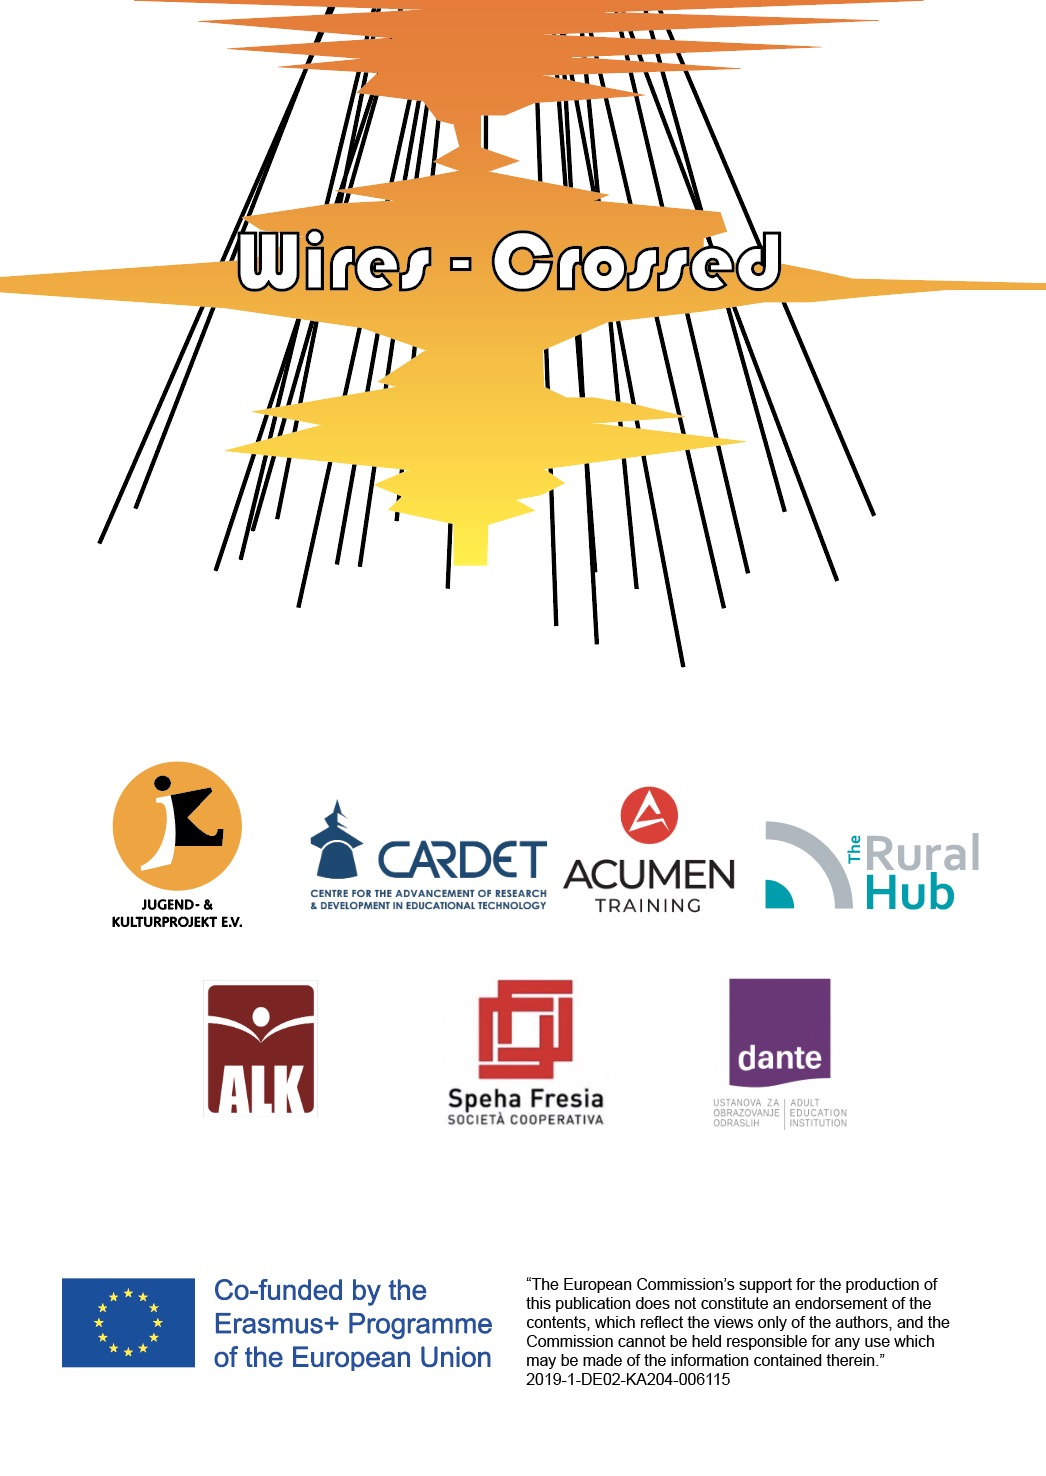 Wires - Crossed
JUGEND- &
KULTURPROJEKT E.V.
CARDET
CENTRE FOR THE ADVANCEMENT OF RESEARCH
& DEVELOPMENT IN EDUCATIONAL TECHNOLOGY
ACUMEN
TRAINING
The Rural
Hub
ALK
Speha Fresia
SOCIETÀ COOPERATIVA
dante
USTANOVA ZA
OBRAZOVANJE
ODRASLIH
ADULT
EDUCATION
INSTITUTION
Co-funded by the
Erasmus+ Programme
of the European Union
“The European Commission’s support for the production of
this publication does not constitute an endorsement of the
contents, which reflect the views only of the authors, and the
Commission cannot be held responsible for any use which
may be made of the information contained therein.”
2019-1-DE02-KA204-006115